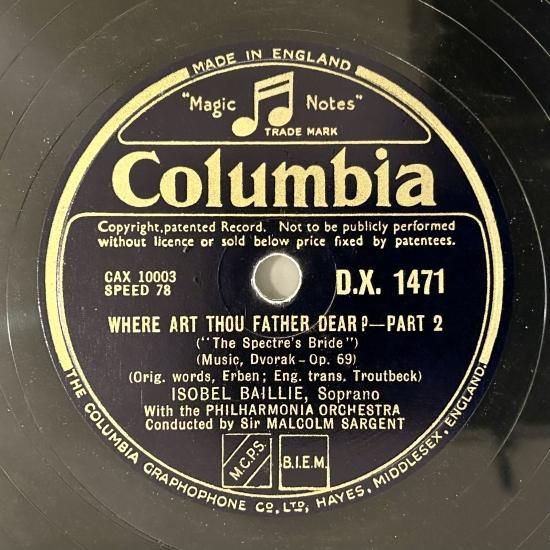 MADE IN ENGLAND
"Magic Notes"
TRADE MARK
Columbia
Copyright, patented Record. Not to be publicly performed
without licence or sold below price fixed by patentees.
CAX 10003
SPEED 78
D.X. 1471
WHERE ART THOU FATHER DEAR?—PART 2
("The Spectre's Bride")
(Music, Dvorak - Op. 69)
(Orig. words, Erben; Eng. trans. Troutbeck)
ISOBEL BAILLIE, Soprano
With the PHILHARMONIA ORCHESTRA
Conducted by Sir MALCOLM SARGENT
M.C.P.S.
B.I.E.M.
THE COLUMBIA GRAPHOPHONE CO, LTD, HAYES, MIDDLESEX, ENGLAND.